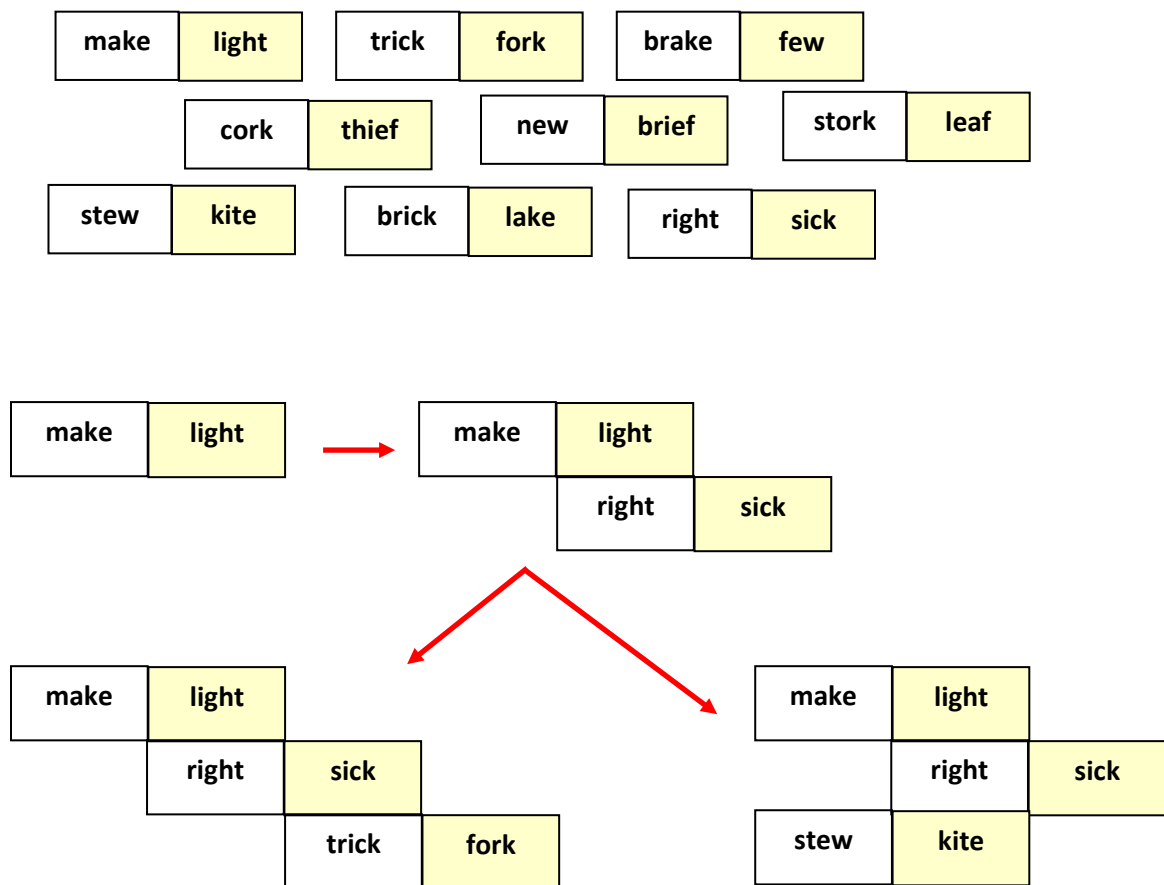 make light trick fork brake few
cork thief new brief stork leaf
stew kite brick lake right sick
make light make light
right sick
make light make light
right sick right sick
trick fork stew kite